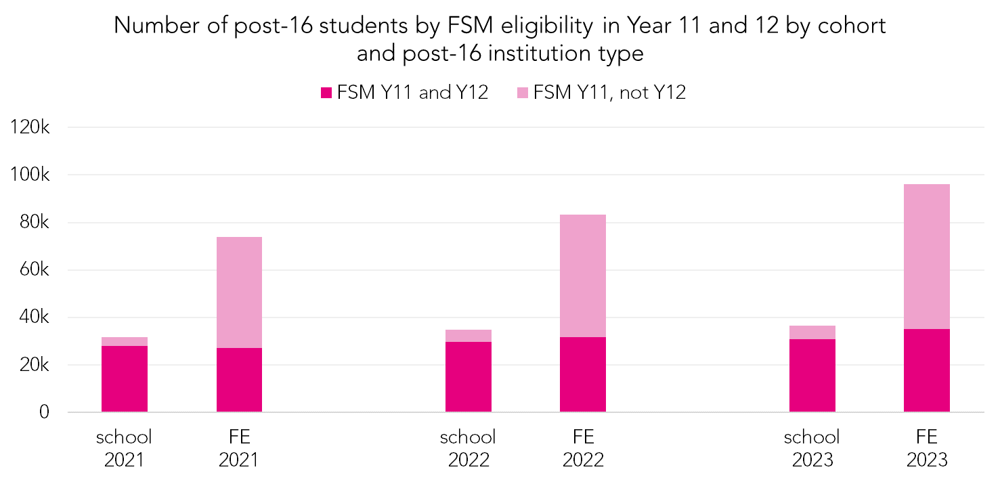 Number of post-16 students by FSM eligibility in Year 11 and 12 by cohort
and post-16 institution type
FSM Y11 and Y12
FSM Y11, not Y12
120k
100k
80k
60k
40k
20k
0
school
2021
FE
2021
school
2022
FE
2022
school
2023
FE
2023